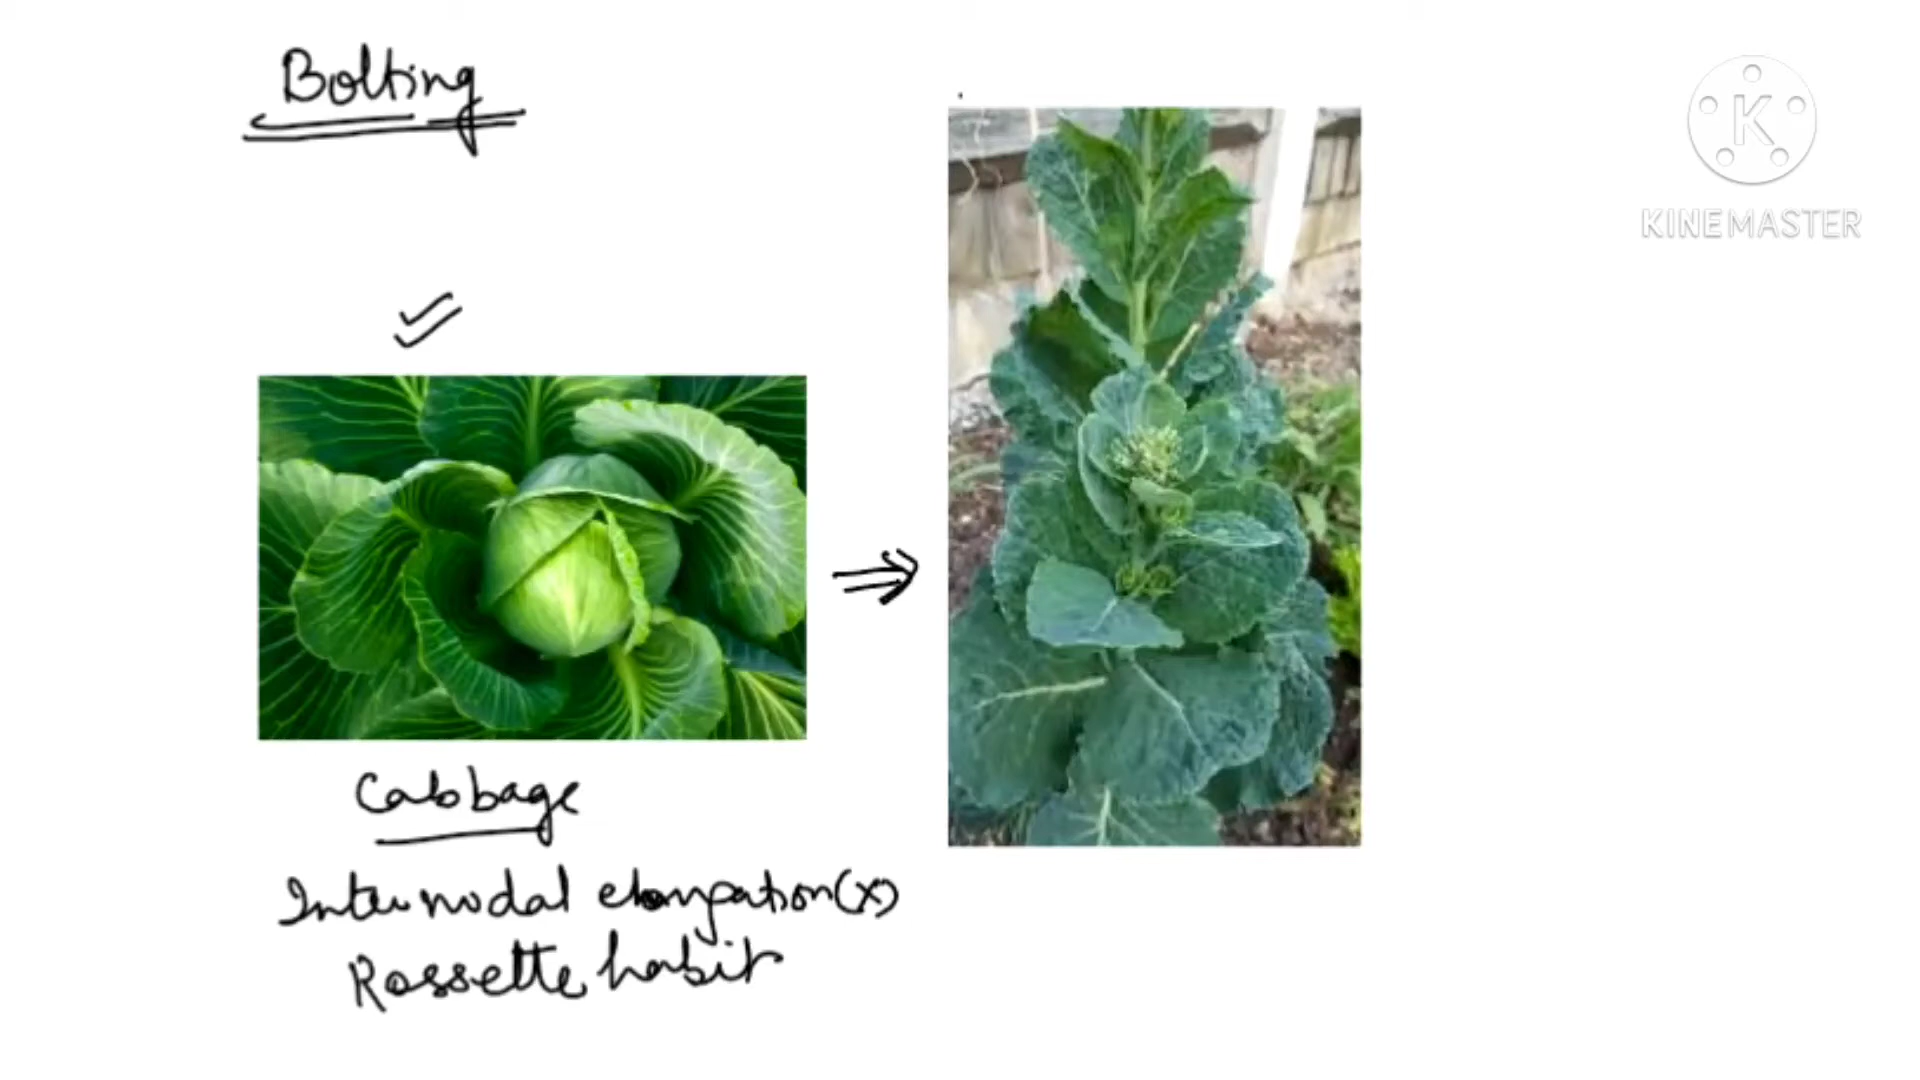 Bolting
K
KINEMASTER
Cabbage
Internodal elongation(x)
Rossette habit